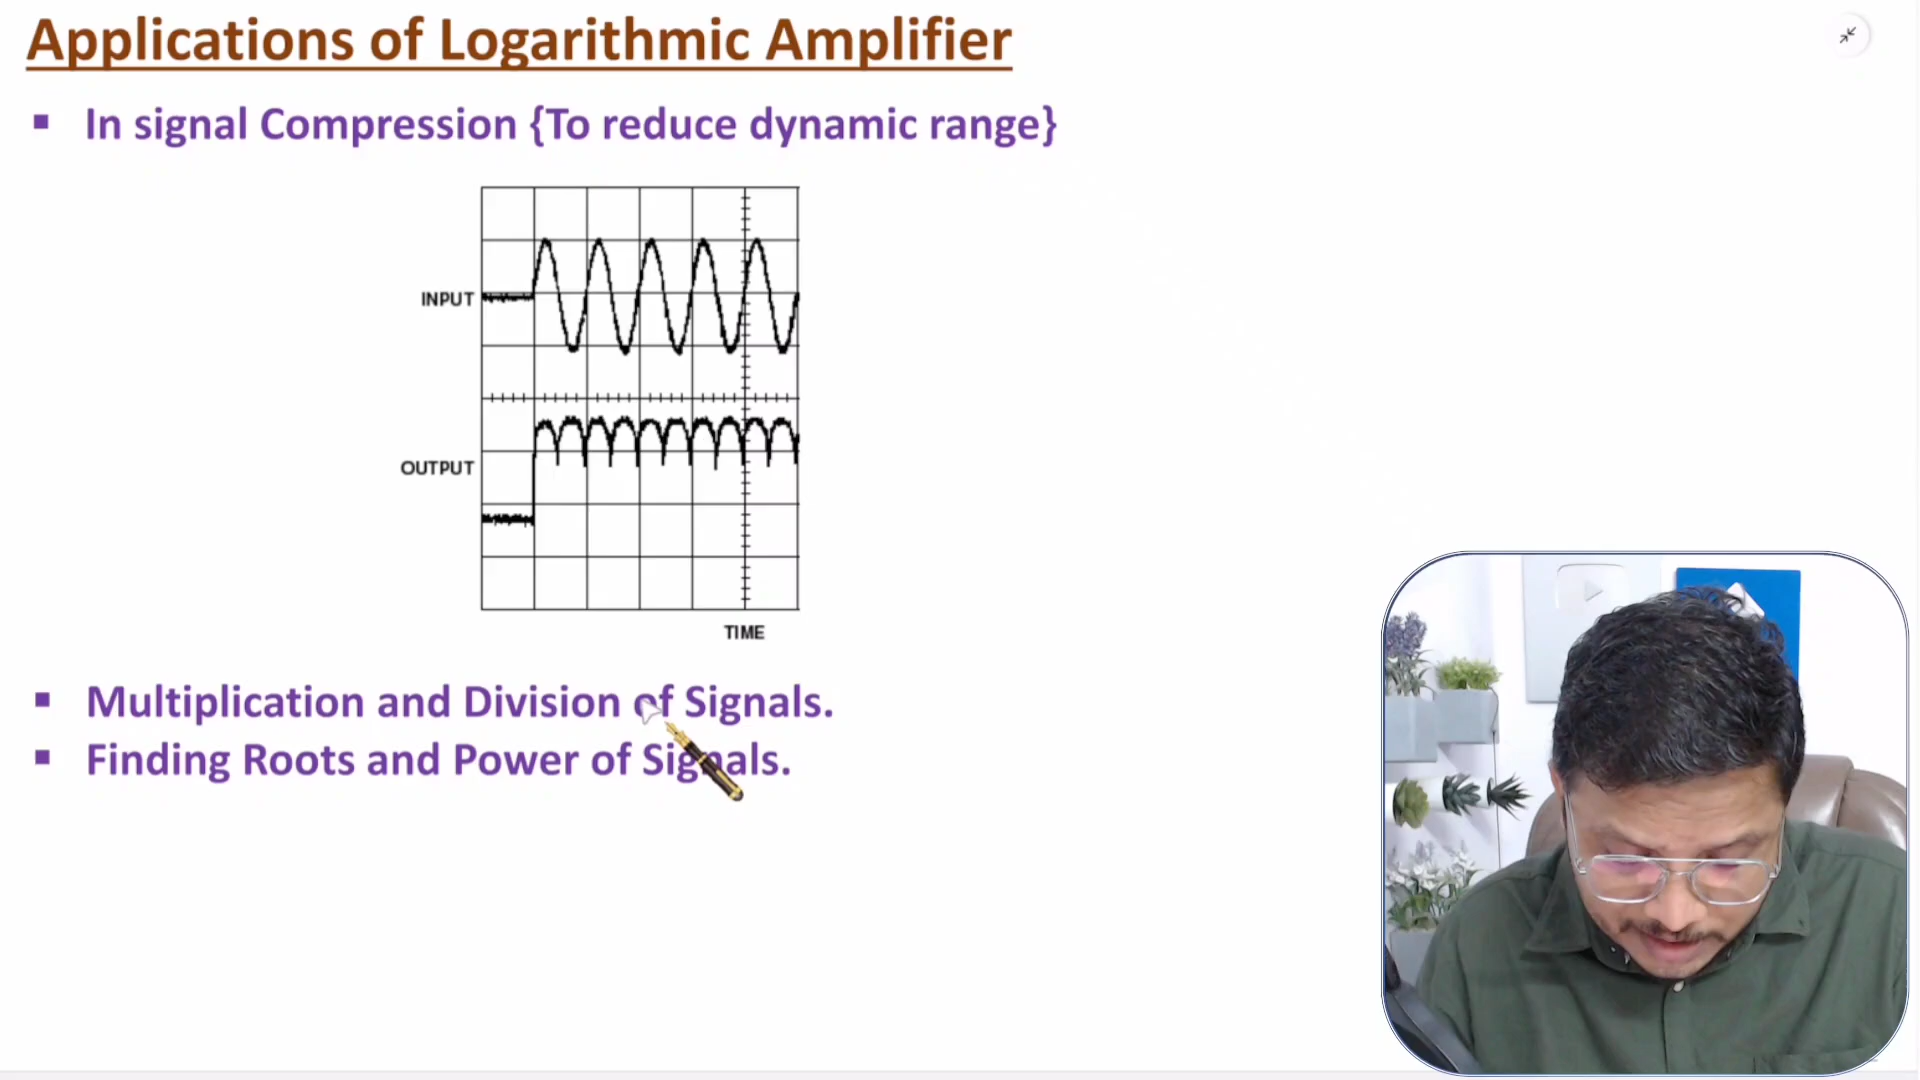 Applications of Logarithmic Amplifier
▪ In signal Compression {To reduce dynamic range}
INPUT
OUTPUT
TIME
▪ Multiplication and Division of Signals.
▪ Finding Roots and Power of Signals.